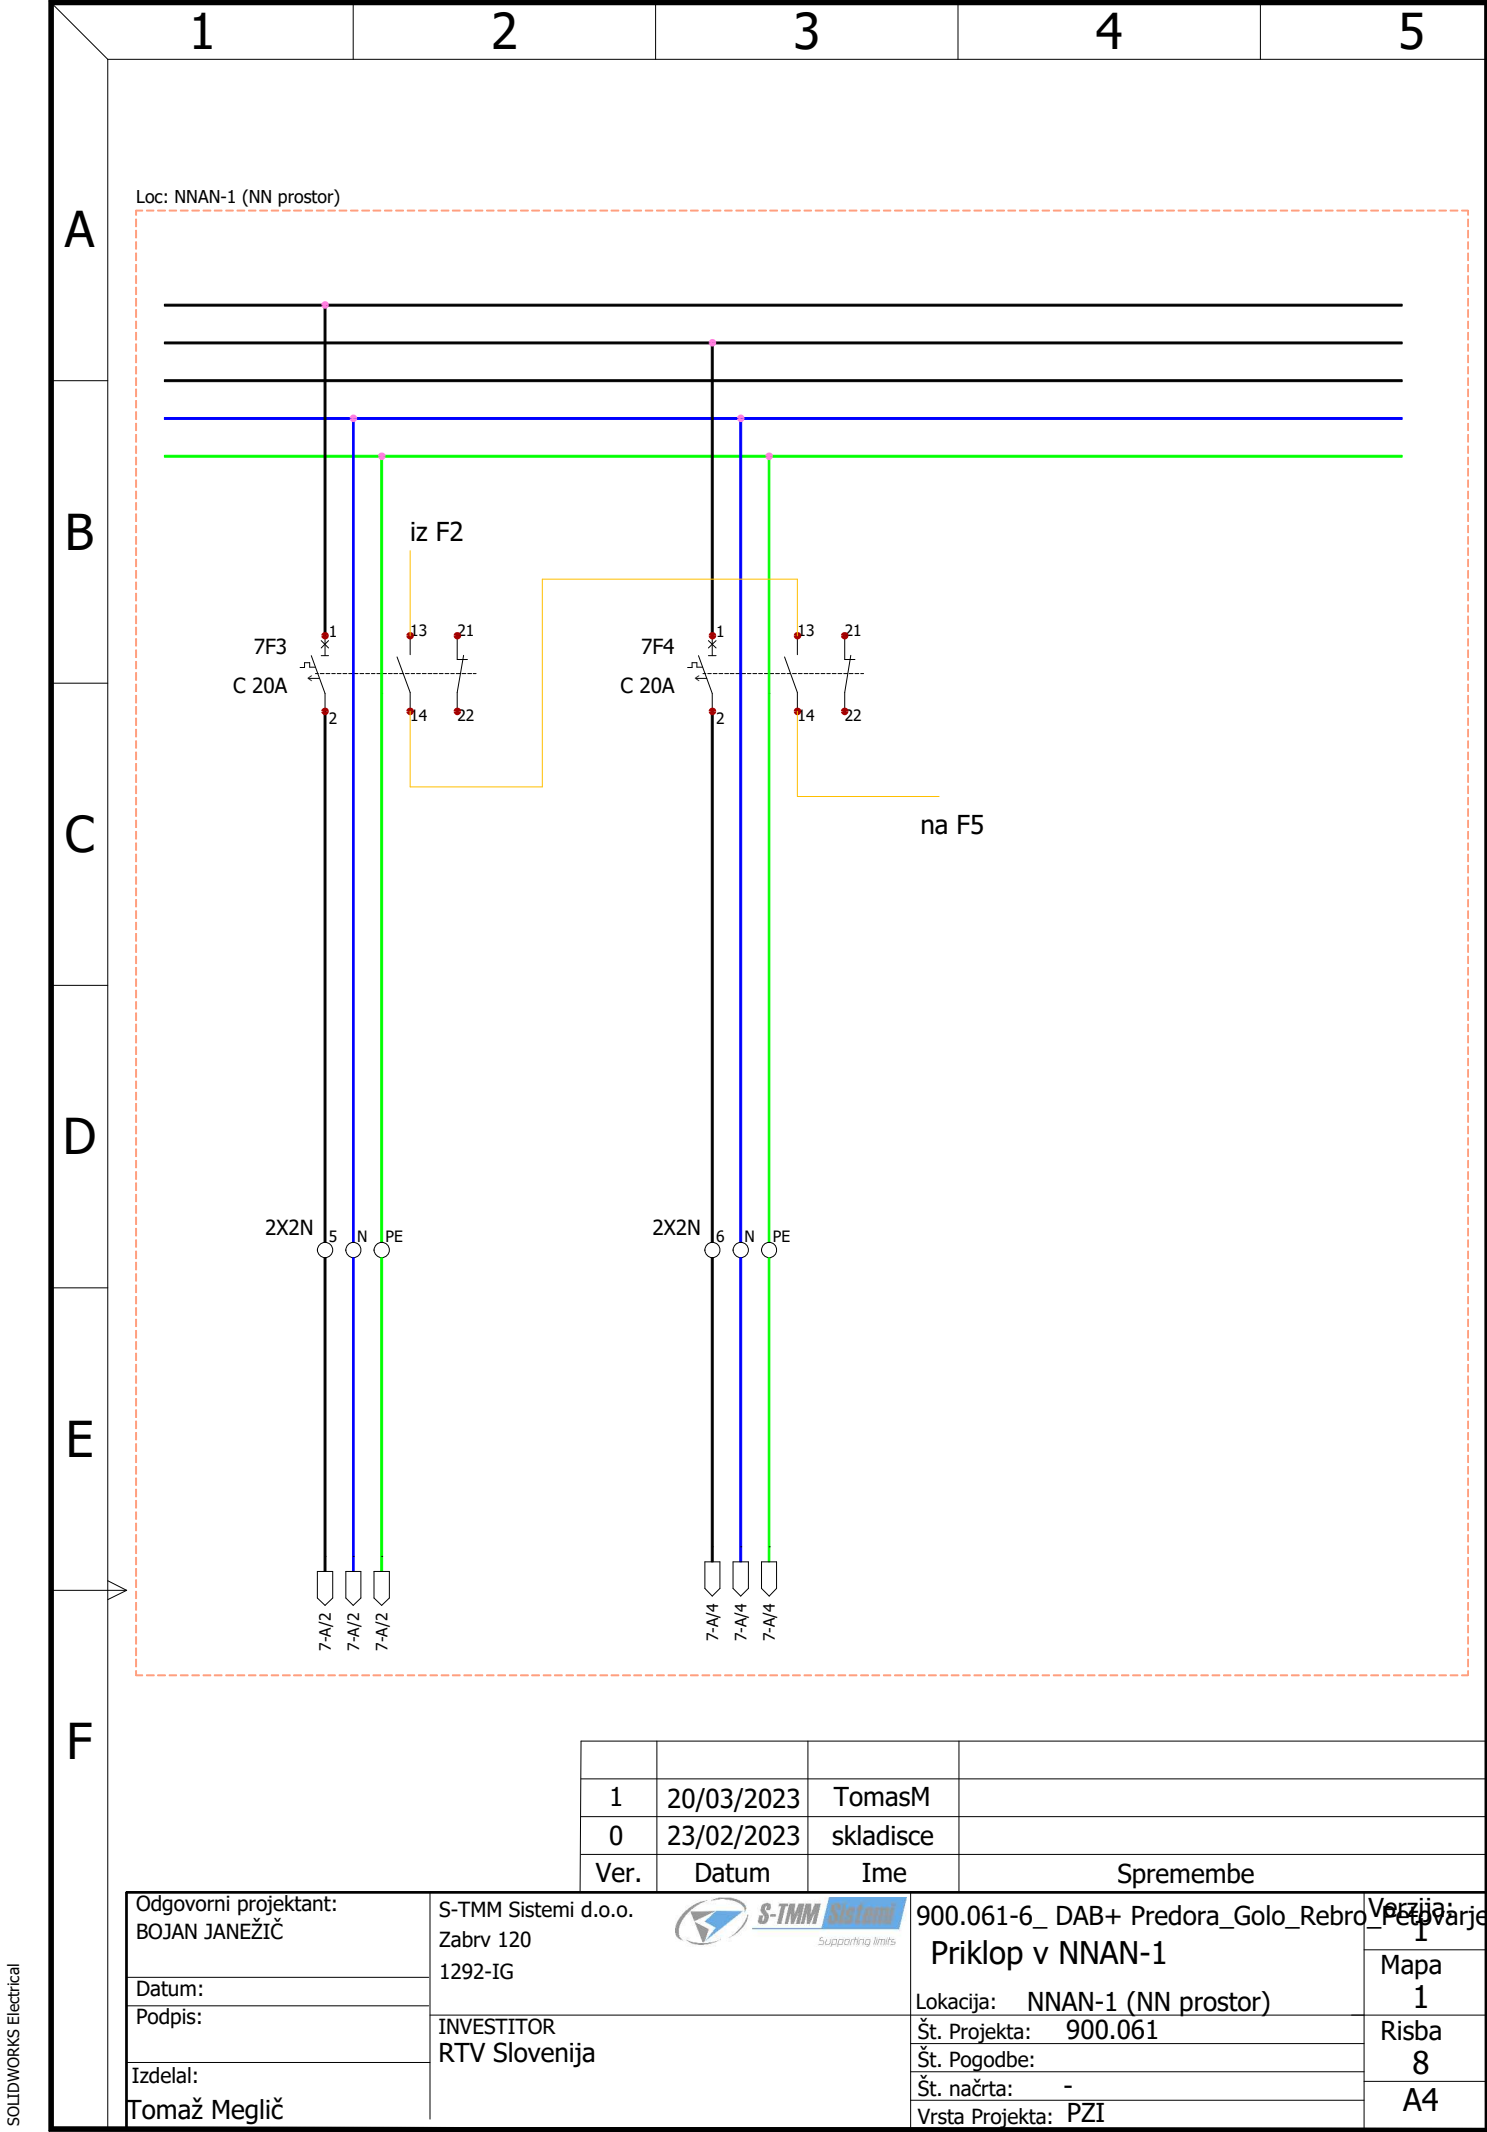 1 2 3 4 5
A
B
C
D
E
F
Loc: NNAN-1 (NN prostor)
iz F2
7F3
C 20A
1
2
13
14
21
22
7F4
C 20A
1
2
13
14
21
22
na F5
2X2N 5 N PE
2X2N 6 N PE
7-A/2 7-A/2 7-A/2
7-A/4 7-A/4 7-A/4
1 20/03/2023 TomasM
0 23/02/2023 skladisce
Ver. Datum Ime Spremembe
Odgovorni projektant:
BOJAN JANEŽIČ
Datum:
Podpis:
Izdelal:
Tomaž Meglič
S-TMM Sistemi d.o.o.
Zabrv 120
1292-IG
S-TMM Sistemi
Supporting limits
INVESTITOR
RTV Slovenija
900.061-6_ DAB+ Predora_Golo_Rebro_Petovarje
Priklop v NNAN-1
Lokacija: NNAN-1 (NN prostor)
Št. Projekta: 900.061
Št. Pogodbe:
Št. načrta: -
Vrsta Projekta: PZI
Verzija:
1
Mapa
1
Risba
8
A4
SOLIDWORKS Electrical